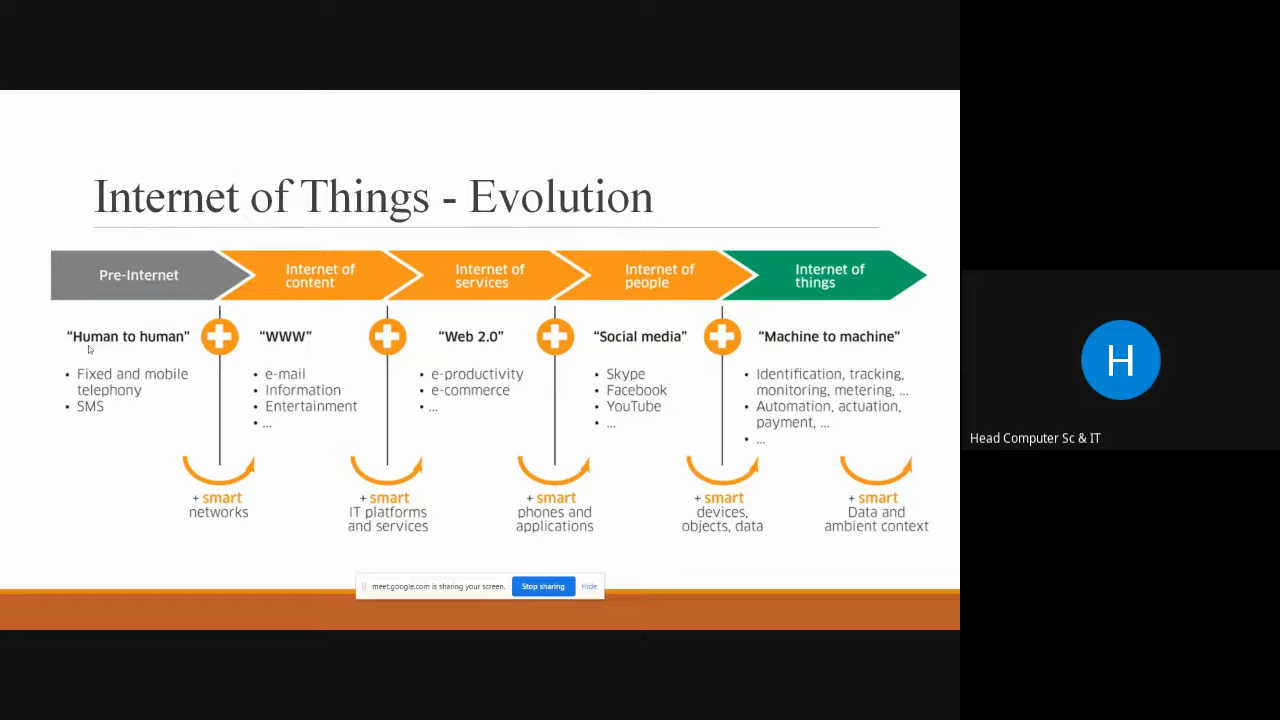 Internet of Things - Evolution
Pre-Internet
Internet of
content
Internet of
services
Internet of
people
Internet of
things
“Human to human”
• Fixed and mobile
telephony
• SMS
“WWW”
• e-mail
• Information
• Entertainment
• ...
“Web 2.0”
• e-productivity
• e-commerce
• ...
“Social media”
• Skype
• Facebook
• YouTube
• ...
“Machine to machine”
• Identification, tracking,
monitoring, metering, ...
• Automation, actuation,
payment, ...
• ...
+ smart
networks
+ smart
IT platforms
and services
+ smart
phones and
applications
+ smart
devices,
objects, data
+ smart
Data and
ambient context
meet.google.com is sharing your screen.
Stop sharing
Hide
H
Head Computer Sc & IT